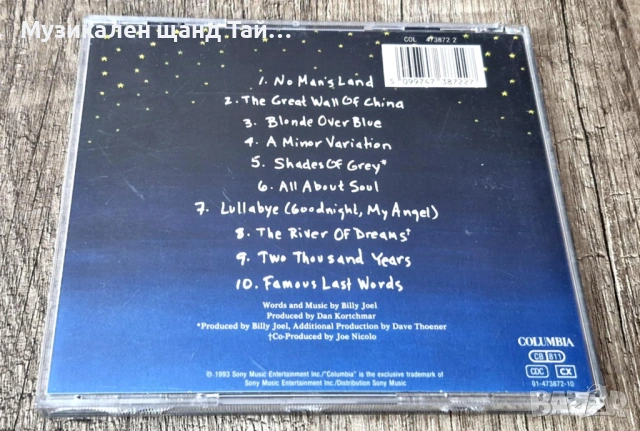 Музикален щанд Тай...
COL 473872 2
5 099747 387227
1. No Man's Land
2. The Great Wall Of China
3. Blonde Over Blue
4. A Minor Variation
5. Shades Of Grey*
6. All About Soul
7. Lullabye (Goodnight, My Angel)
8. The River Of Dreams†
9. Two Thousand Years
10. Famous Last Words
Words and Music by Billy Joel
Produced by Dan Kortchmar
*Produced by Billy Joel, Additional Production by Dave Thoener
†Co-Produced by Joe Nicolo
COLUMBIA
CB 811
CDC CX
01-473872-10
℗ 1993 Sony Music Entertainment Inc./"Columbia" is the exclusive trademark of
Sony Music Entertainment Inc./Distribution Sony Music